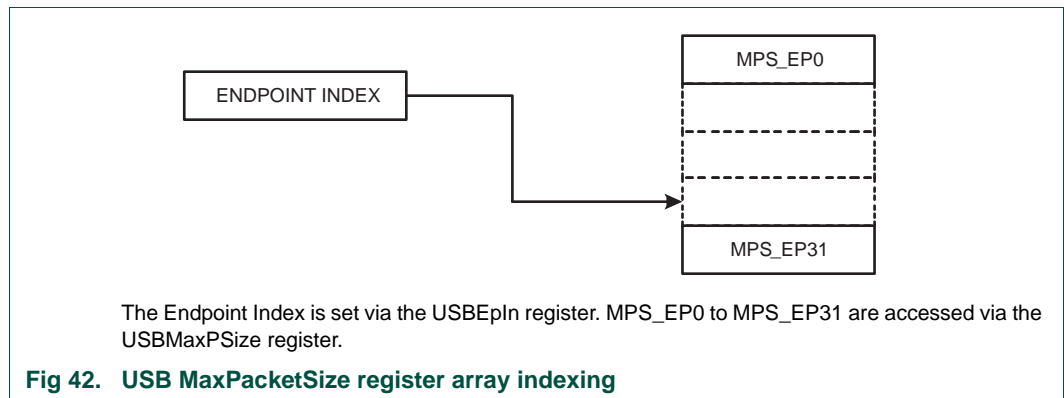 MPS_EP0
ENDPOINT INDEX
MPS_EP31
The Endpoint Index is set via the USBEpIn register. MPS_EP0 to MPS_EP31 are accessed via the
USBMaxPSize register.
Fig 42. USB MaxPacketSize register array indexing